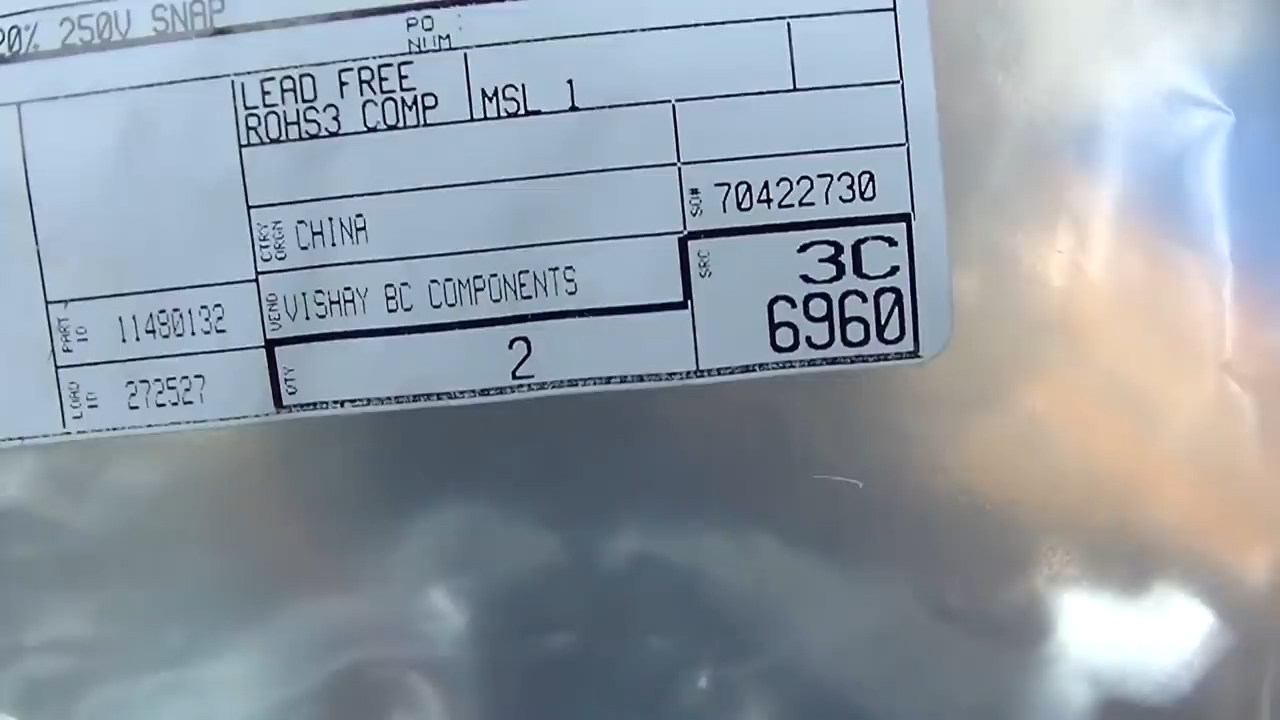 20% 250V SNAP
PO
NUM
LEAD FREE
ROHS3 COMP
MSL 1
SO# 70422730
CTRY
ORGN
CHINA
SRC 3C
6960
VEND VISHAY BC COMPONENTS
PART
ID
11480132
QTY 2
LOAD
ID
272527